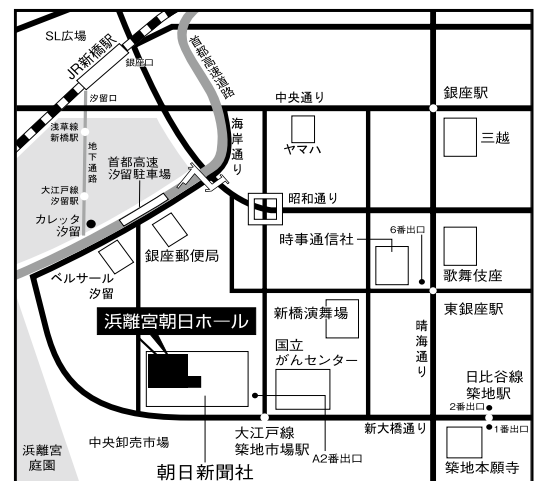 SL広場
JR新橋駅
銀座口
汐留口
首都高速道路
中央通り
銀座駅
浅草線
新橋駅
地下通路
海岸通り
ヤマハ
三越
首都高速
汐留駐車場
大江戸線
汐留駅
カレッタ
汐留
昭和通り
銀座郵便局
時事通信社
6番出口
歌舞伎座
ベルサール
汐留
東銀座駅
浜離宮朝日ホール
新橋演舞場
晴海通り
国立
がんセンター
日比谷線
築地駅
2番出口
新大橋通り
1番出口
大江戸線
築地市場駅
A2番出口
中央卸売市場
朝日新聞社
築地本願寺
浜離宮
庭園